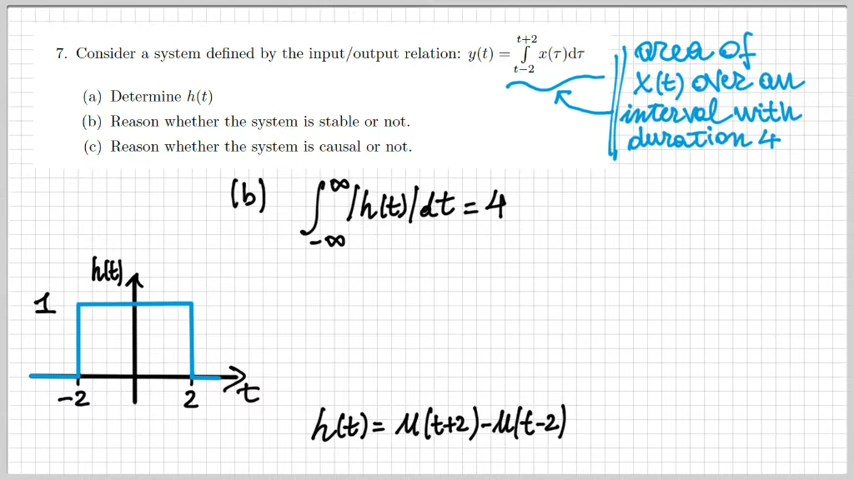 7. Consider a system defined by the input/output relation: y(t) = ∫_{t−2}^{t+2} x(τ)dτ
(a) Determine h(t)
(b) Reason whether the system is stable or not.
(c) Reason whether the system is causal or not.
area of
x(t) over an
interval with
duration 4
(b) ∫_{-∞}^{∞} |h(t)| dt = 4
h(t)
1
-2 2 t
h(t) = u(t+2) - u(t-2)